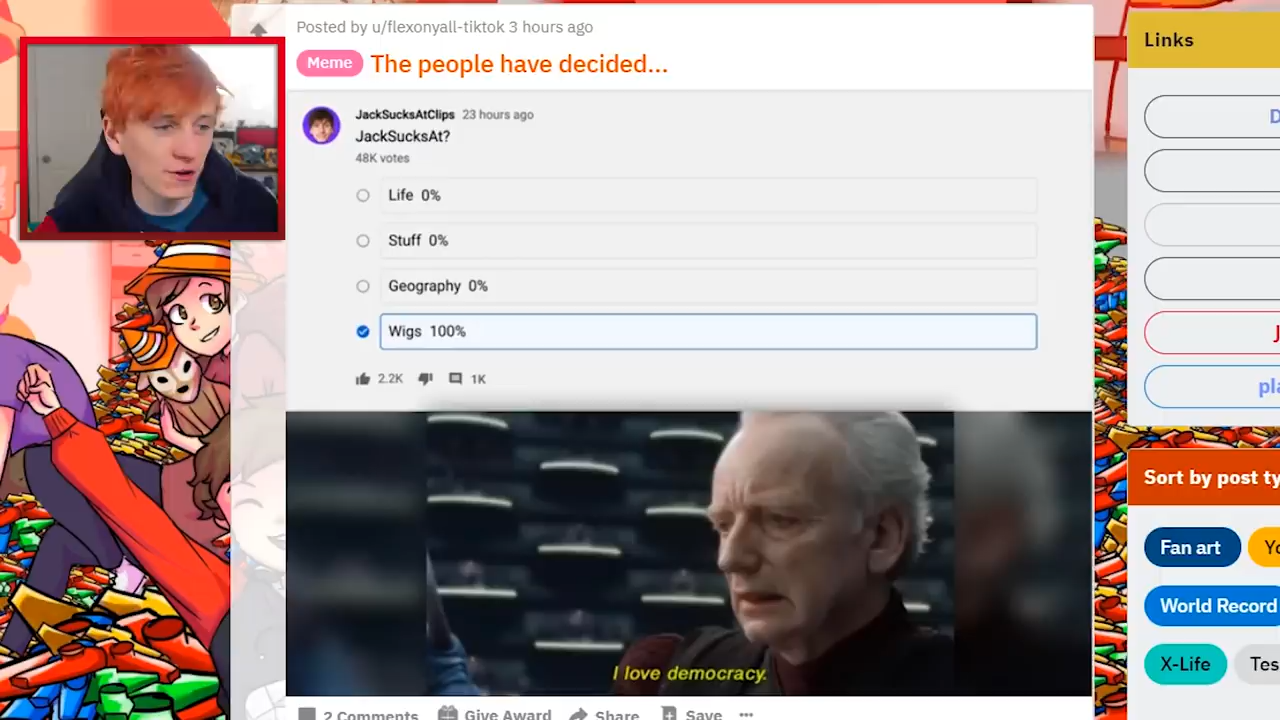 Posted by u/flexonyall-tiktok 3 hours ago
Meme The people have decided...
JackSucksAtClips 23 hours ago
JackSucksAt?
48K votes
Life 0%
Stuff 0%
Geography 0%
Wigs 100%
2.2K 1K
I love democracy.
2 Comments Give Award Share Save
Links
D
J
pla
Sort by post ty
Fan art Yo
World Record
X-Life Tes